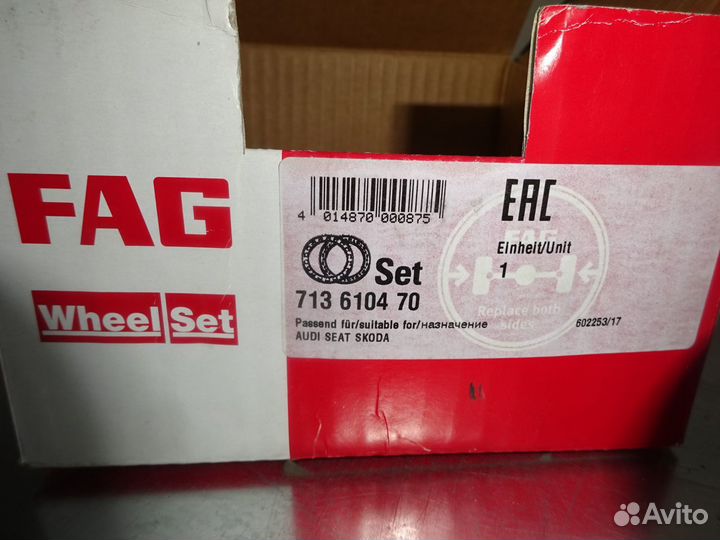 FAG
Wheel Set
4 014870 000875
EAC
Einheit/Unit
1
Set
713 6104 70
Passend für/suitable for/назначение
AUDI SEAT SKODA
602253/17
FAG
Replace both
sides
Avito